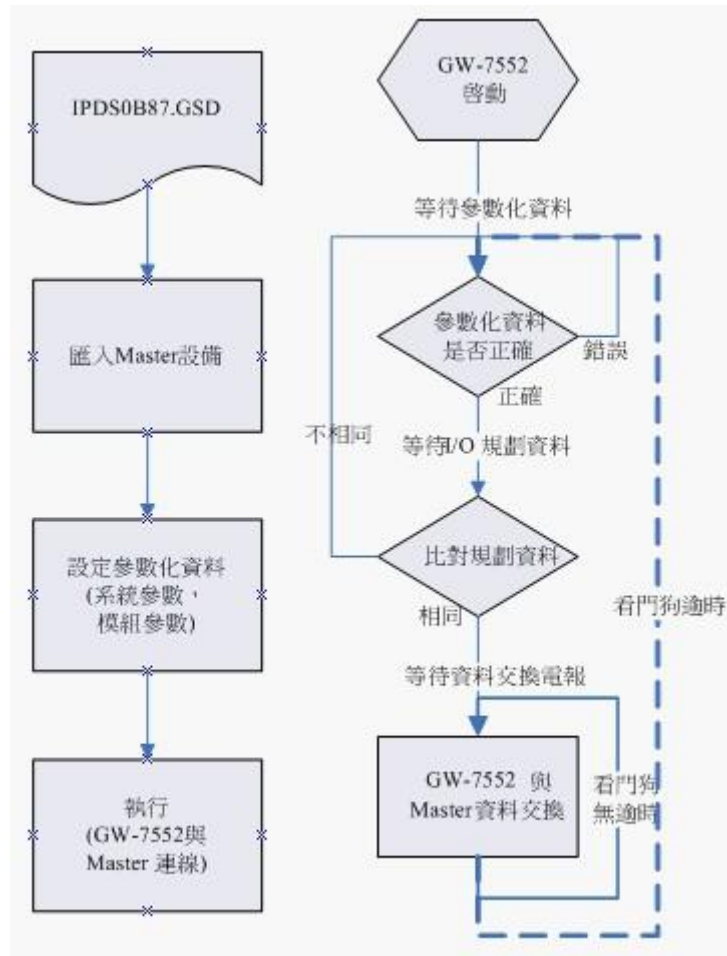 IPDS0B87.GSD
匯入Master設備
設定參數化資料
(系統參數，
模組參數)
執行
(GW-7552與
Master 連線)
GW-7552
啓動
等待參數化資料
參數化資料
是否正確
錯誤
正確
不相同
等待I/O 規劃資料
比對規劃資料
相同
看門狗逾時
等待資料交換電報
GW-7552 與
Master資料交換
看門狗
無逾時